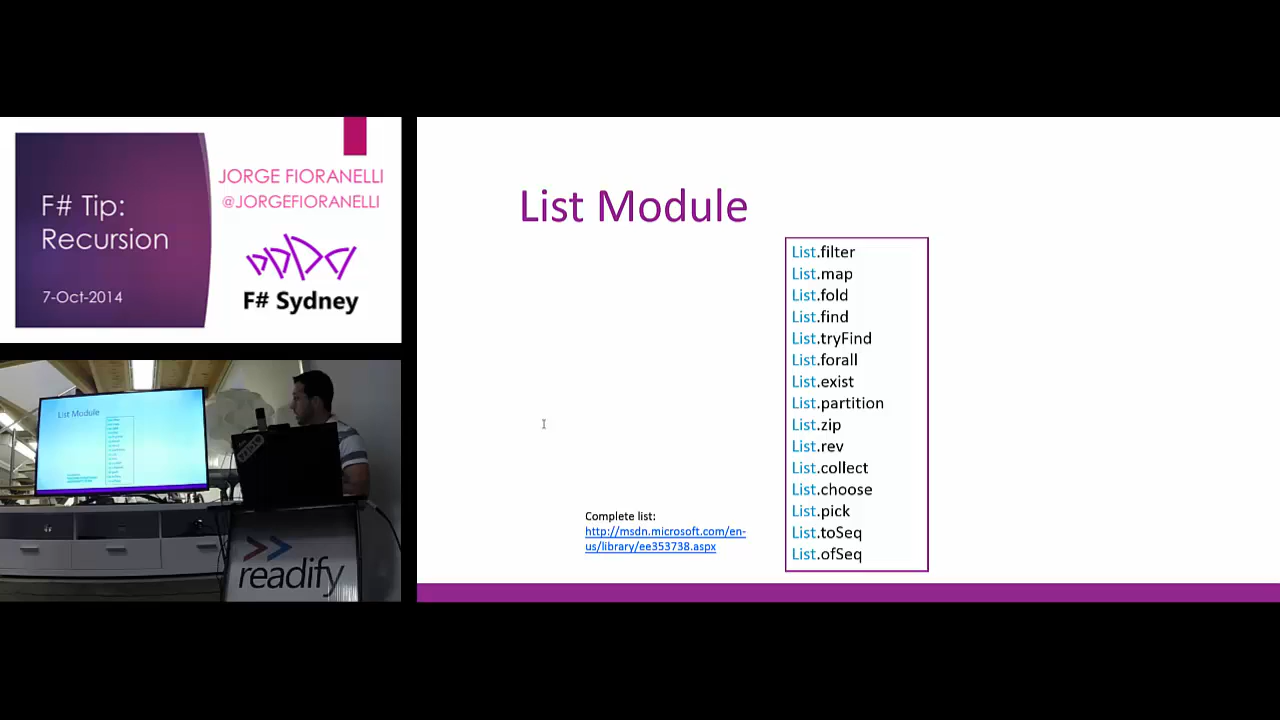 F# Tip:
Recursion
7-Oct-2014
JORGE FIORANELLI
@JORGEFIORANELLI
F# Sydney
List Module
readify
List Module
List.filter
List.map
List.fold
List.find
List.tryFind
List.forall
List.exist
List.partition
List.zip
List.rev
List.collect
List.choose
List.pick
List.toSeq
List.ofSeq
Complete list:
http://msdn.microsoft.com/en-
us/library/ee353738.aspx